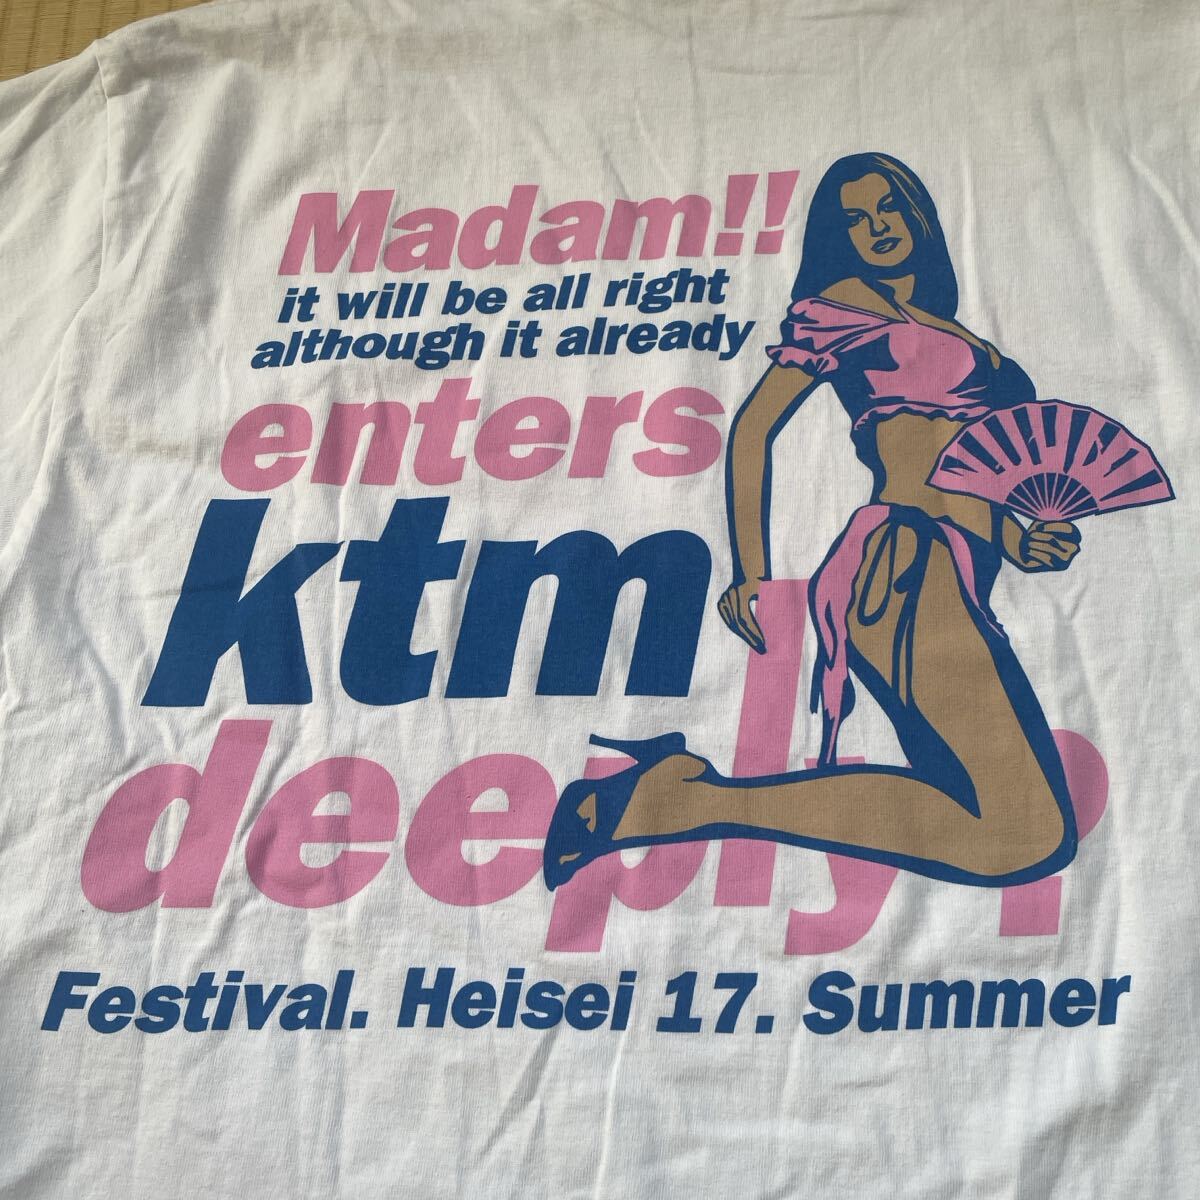 Madam!!
it will be all right
although it already
enters
ktm
deeply?
Festival. Heisei 17. Summer